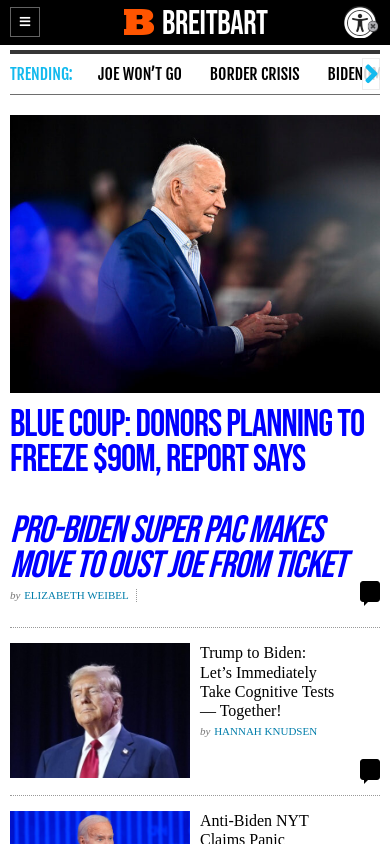 BREITBART
TRENDING:
JOE WON’T GO
BORDER CRISIS
BIDEN
BLUE COUP: DONORS PLANNING TO
FREEZE $90M, REPORT SAYS
PRO-BIDEN SUPER PAC MAKES
MOVE TO OUST JOE FROM TICKET
by ELIZABETH WEIBEL
Trump to Biden:
Let’s Immediately
Take Cognitive Tests
— Together!
by HANNAH KNUDSEN
Anti-Biden NYT
Claims Panic